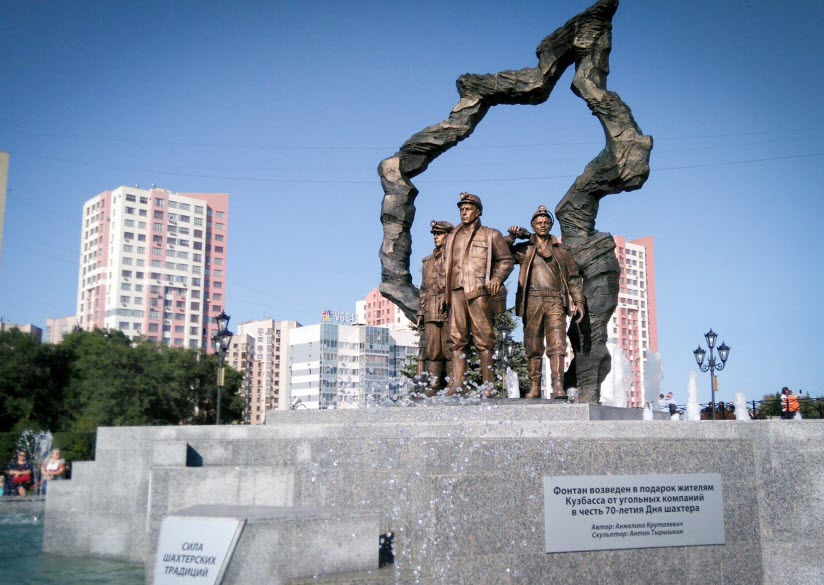 Фонтан возведен в подарок жителям
Кузбасса от угольных компаний
в честь 70-летия Дня шахтера
Автор: Анжелика Круталевич
Скульптор: Антон Тырышкин
СИЛА
ШАХТЕРСКИХ
ТРАДИЦИЙ